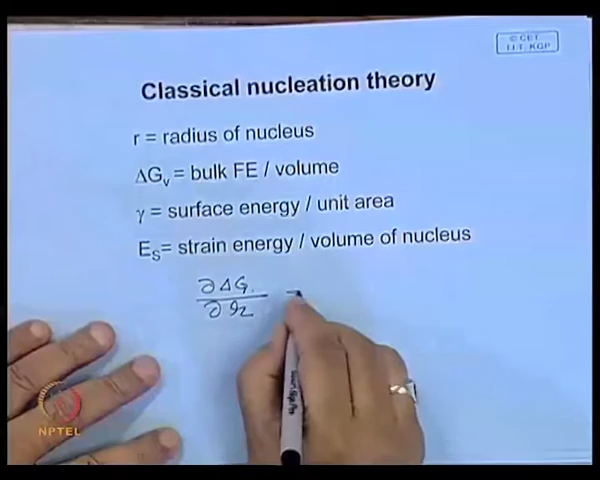 © CET
I.I.T. KGP
Classical nucleation theory
r = radius of nucleus
ΔGv = bulk FE / volume
γ = surface energy / unit area
ES= strain energy / volume of nucleus
∂ΔG
∂r
NPTEL